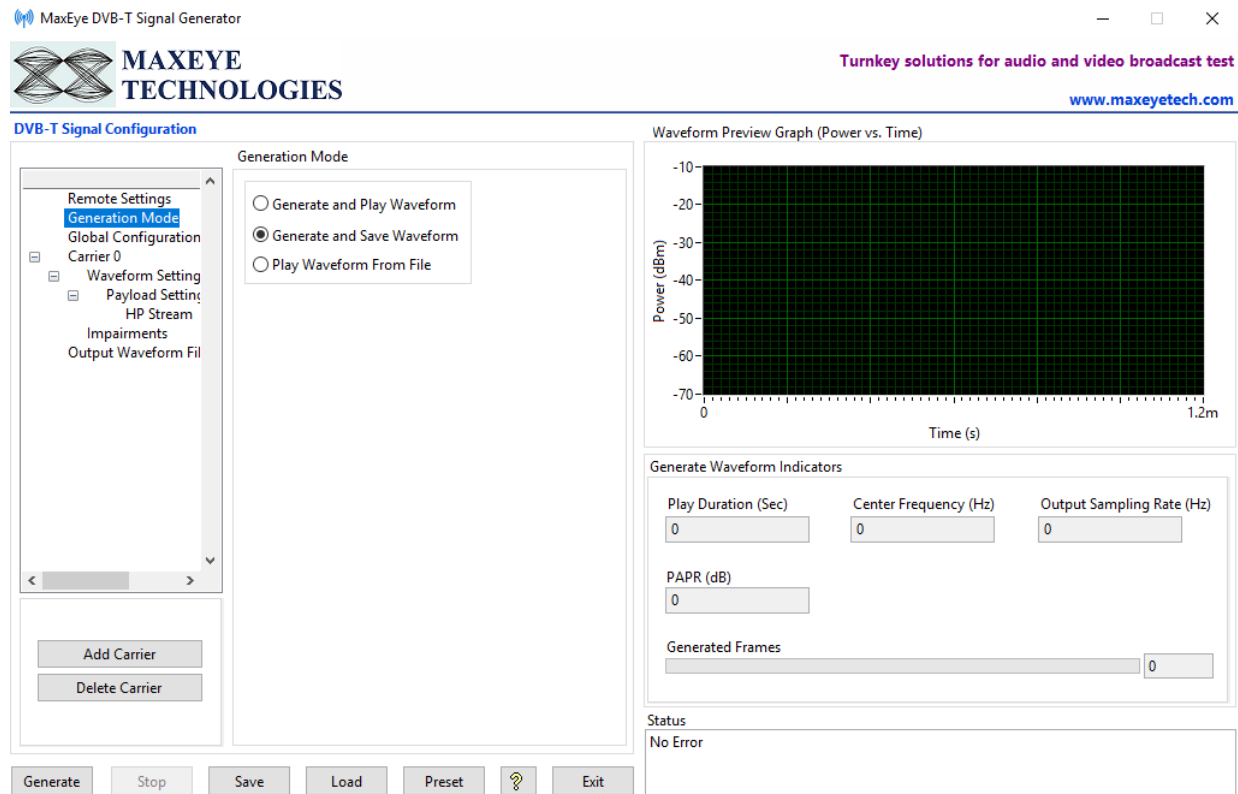 MaxEye DVB-T Signal Generator
MAXEYE
TECHNOLOGIES
Turnkey solutions for audio and video broadcast test
www.maxeyetech.com
DVB-T Signal Configuration
Remote Settings
Generation Mode
Global Configuration
Carrier 0
Waveform Setting
Payload Setting
HP Stream
Impairments
Output Waveform Fil
Add Carrier
Delete Carrier
Generation Mode
Generate and Play Waveform
Generate and Save Waveform
Play Waveform From File
Waveform Preview Graph (Power vs. Time)
Power (dBm)
-10
-20
-30
-40
-50
-60
-70
0 1.2m
Time (s)
Generate Waveform Indicators
Play Duration (Sec) Center Frequency (Hz) Output Sampling Rate (Hz)
0 0 0
PAPR (dB)
0
Generated Frames
0
Status
No Error
Generate Stop Save Load Preset ? Exit